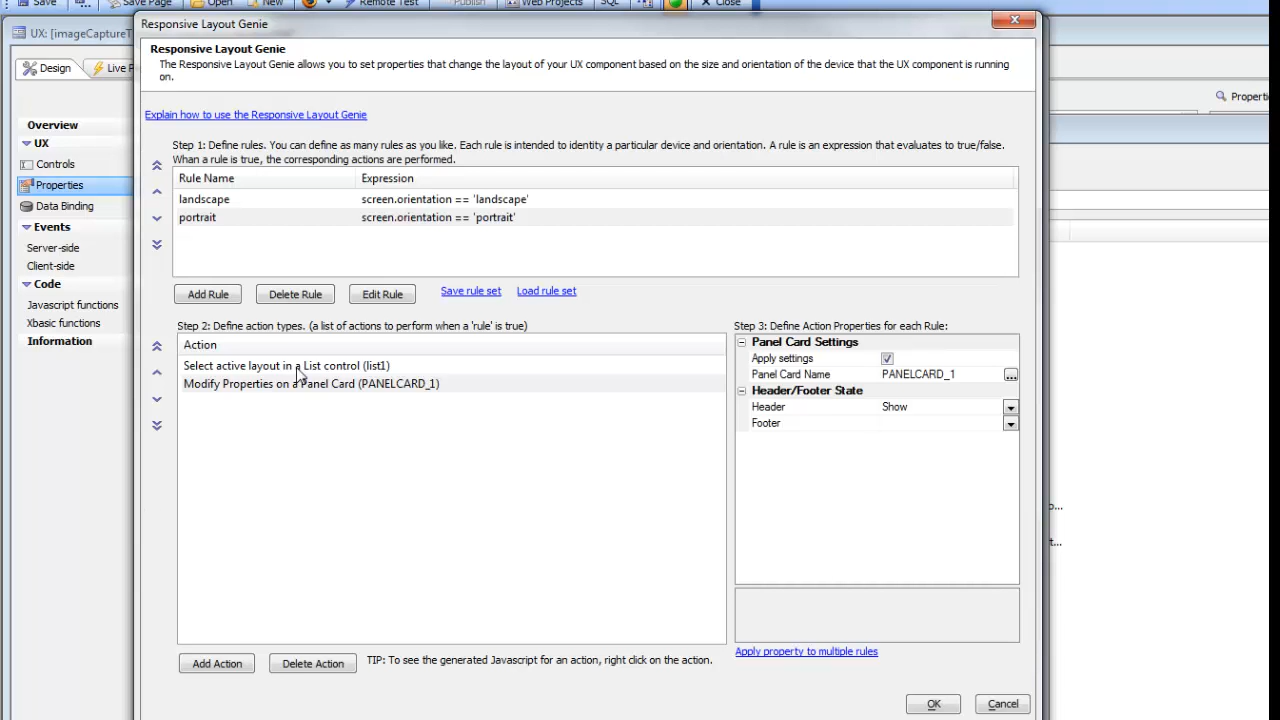 Save
Save Page
Open
New
Remote Test
Publish
Web Projects
SQL
Close
UX: [imageCaptureT
Responsive Layout Genie
Responsive Layout Genie
The Responsive Layout Genie allows you to set properties that change the layout of your UX component based on the size and orientation of the device that the UX component is running
on.
Design
Live P
Properti
Explain how to use the Responsive Layout Genie
Overview
UX
Controls
Properties
Data Binding
Events
Server-side
Client-side
Code
Javascript functions
Xbasic functions
Information
Step 1: Define rules. You can define as many rules as you like. Each rule is intended to identity a particular device and orientation. A rule is an expression that evaluates to true/false.
When a rule is true, the corresponding actions are performed.
Rule Name Expression
landscape screen.orientation == 'landscape'
portrait screen.orientation == 'portrait'
Add Rule Delete Rule Edit Rule Save rule set Load rule set
Step 2: Define action types. (a list of actions to perform when a 'rule' is true)
Action
Select active layout in a List control (list1)
Modify Properties on a Panel Card (PANELCARD_1)
Step 3: Define Action Properties for each Rule:
Panel Card Settings
Apply settings
Panel Card Name PANELCARD_1 ...
Header/Footer State
Header Show
Footer
o...
t...
Apply property to multiple rules
Add Action Delete Action TIP: To see the generated Javascript for an action, right click on the action.
OK Cancel